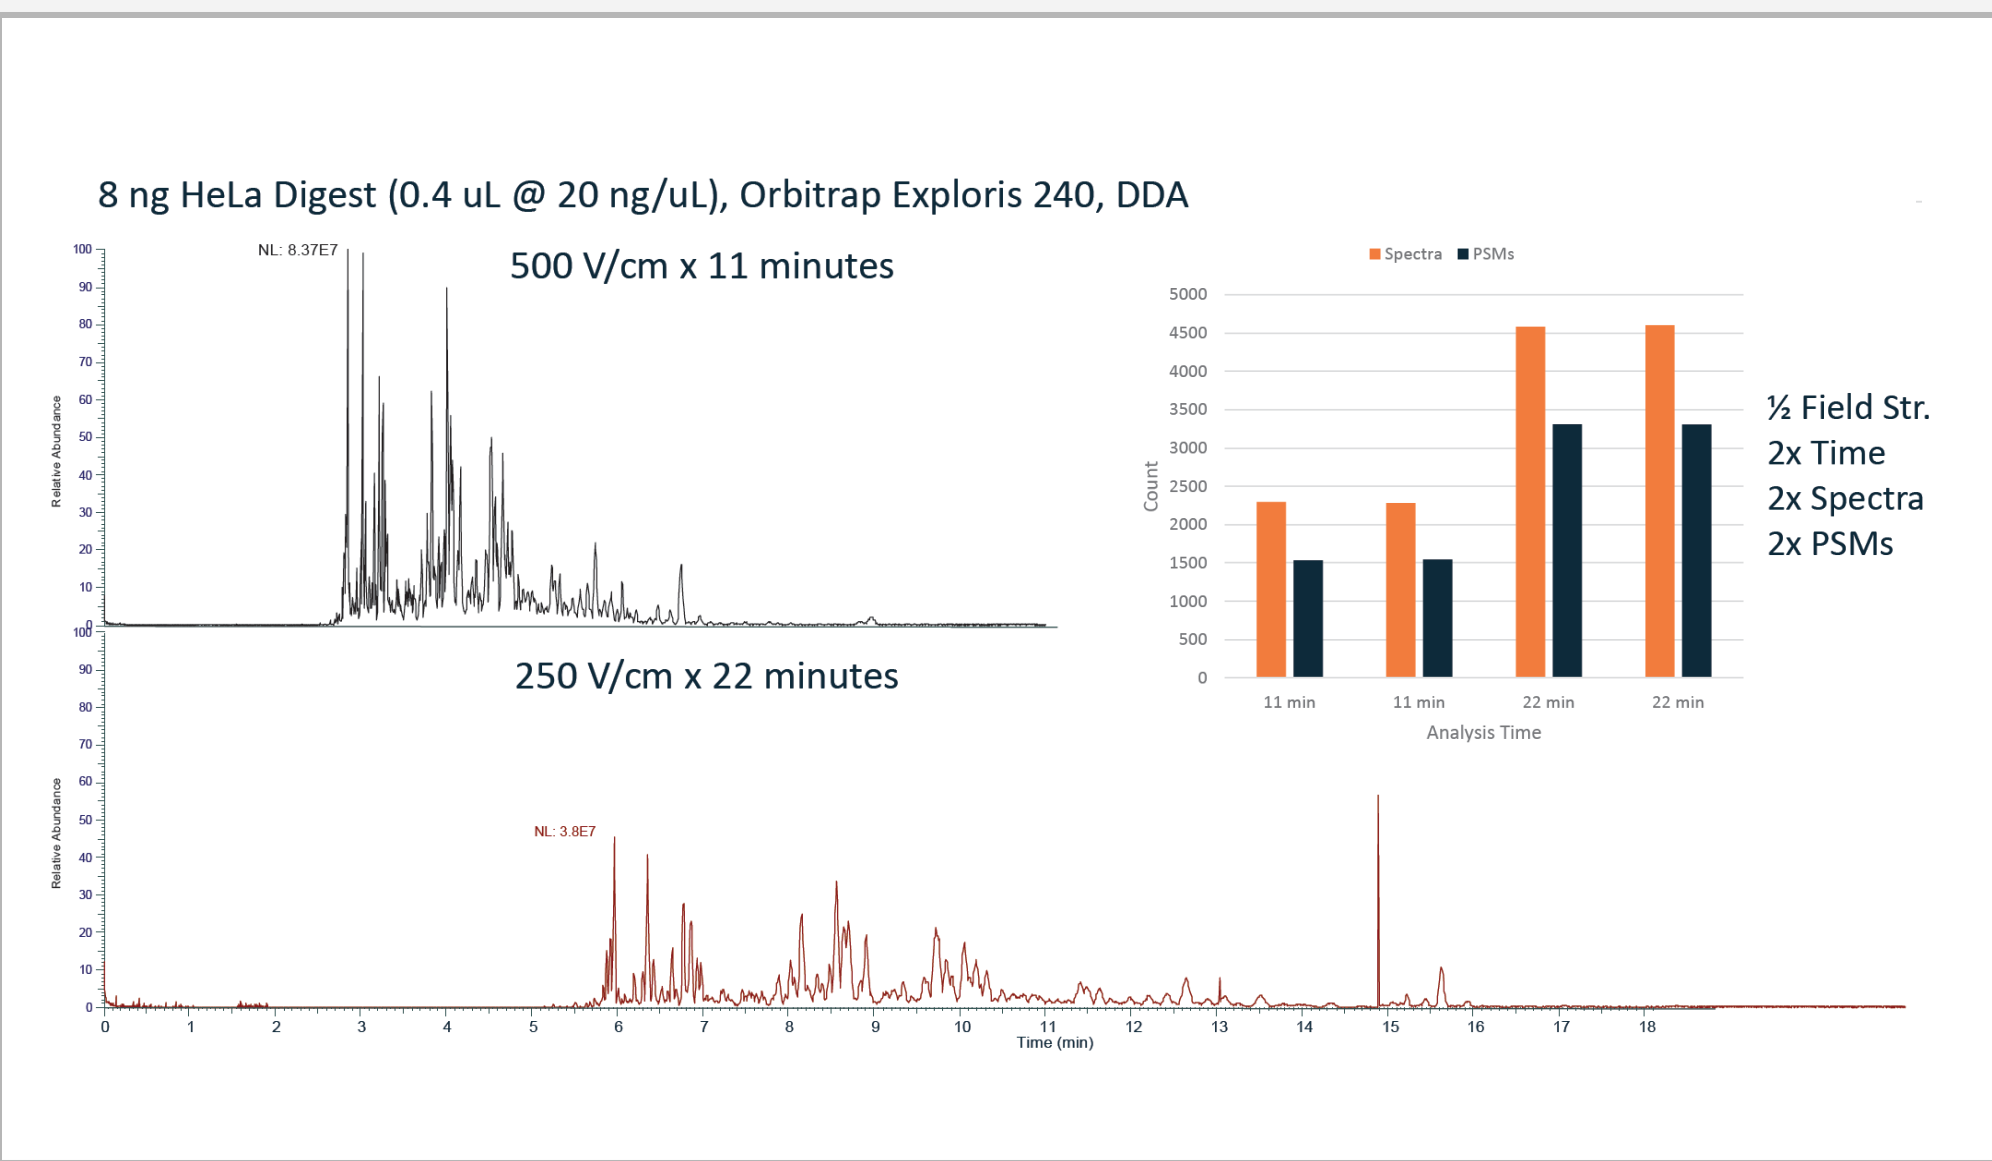 8 ng HeLa Digest (0.4 uL @ 20 ng/uL), Orbitrap Exploris 240, DDA
NL: 8.37E7
500 V/cm x 11 minutes
100
90
80
70
60
50
40
30
20
10
0
Relative Abundance
Spectra PSMs
5000
4500
4000
3500
3000
2500
2000
1500
1000
500
0
Count
11 min 11 min 22 min 22 min
Analysis Time
½ Field Str.
2x Time
2x Spectra
2x PSMs
250 V/cm x 22 minutes
NL: 3.8E7
100
90
80
70
60
50
40
30
20
10
0
Relative Abundance
0 1 2 3 4 5 6 7 8 9 10 11 12 13 14 15 16 17 18
Time (min)